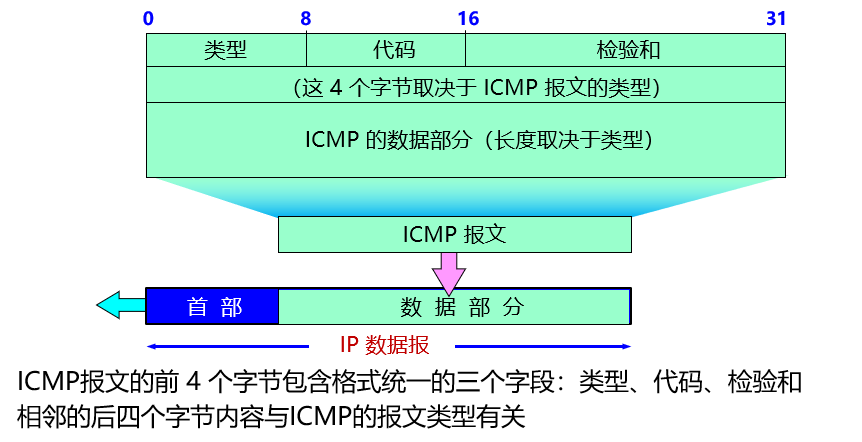 0 8 16 31
类型 代码 检验和
（这 4 个字节取决于 ICMP 报文的类型）
ICMP 的数据部分（长度取决于类型）
ICMP 报文
首 部 数 据 部 分
IP 数据报
ICMP报文的前 4 个字节包含格式统一的三个字段：类型、代码、检验和
相邻的后四个字节内容与ICMP的报文类型有关